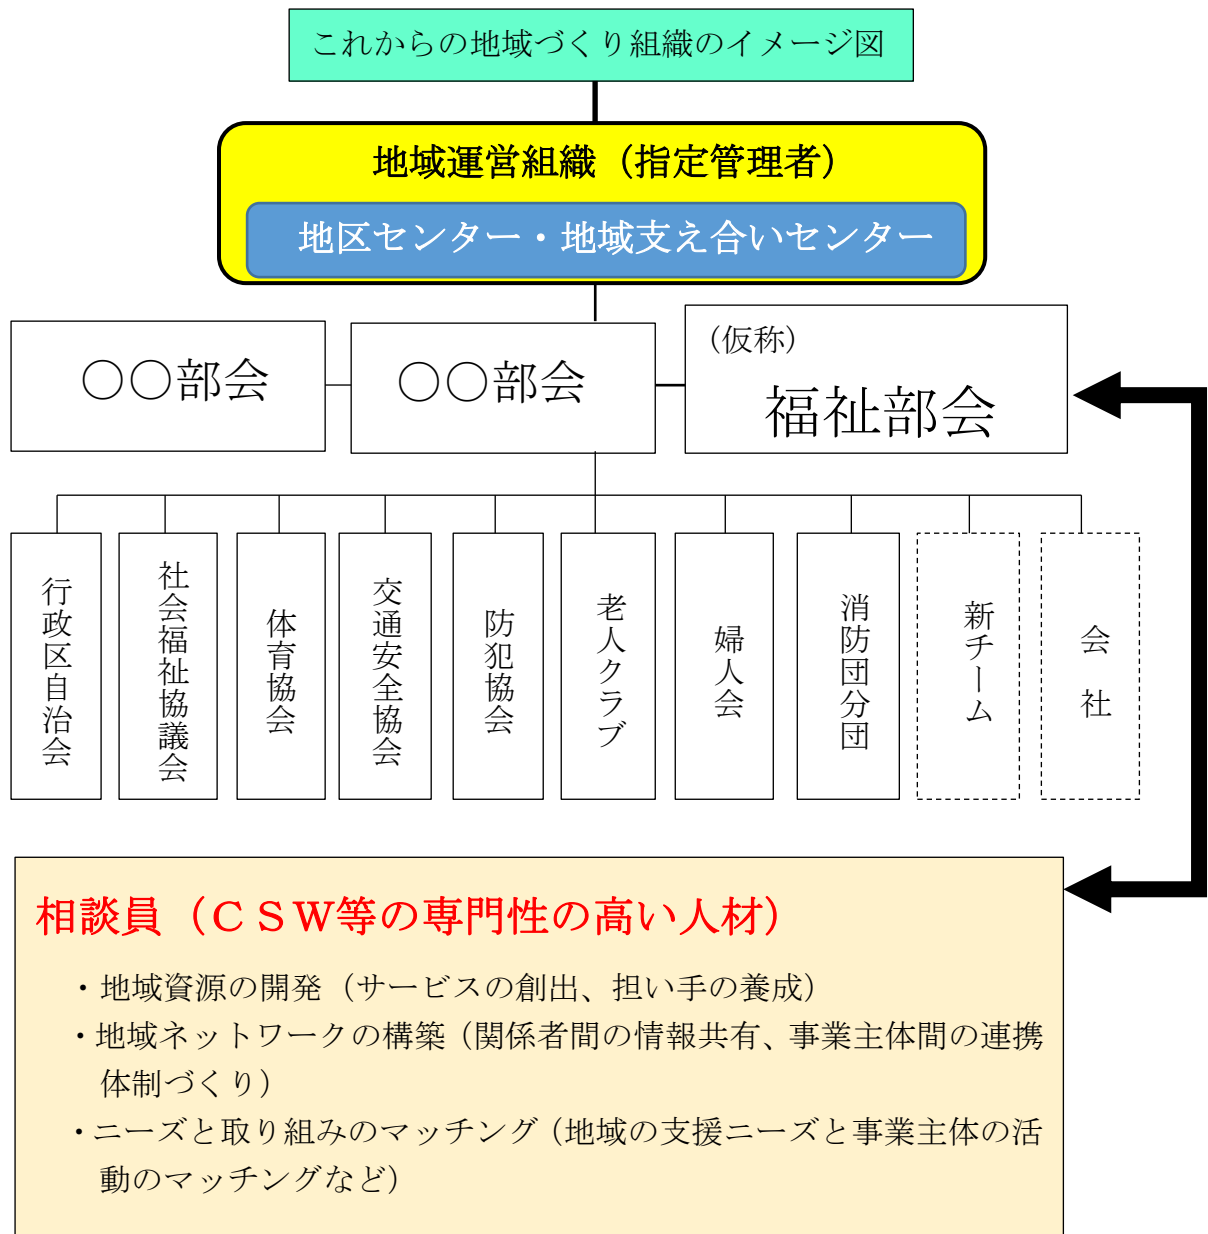 これからの地域づくり組織のイメージ図
地域運営組織（指定管理者）
地区センター・地域支え合いセンター
〇〇部会
〇〇部会
（仮称）
福祉部会
行政区自治会
社会福祉協議会
体育協会
交通安全協会
防犯協会
老人クラブ
婦人会
消防団分団
新チーム
会社
相談員（ＣＳＷ等の専門性の高い人材）
・地域資源の開発（サービスの創出、担い手の養成）
・地域ネットワークの構築（関係者間の情報共有、事業主体間の連携
体制づくり）
・ニーズと取り組みのマッチング（地域の支援ニーズと事業主体の活
動のマッチングなど）